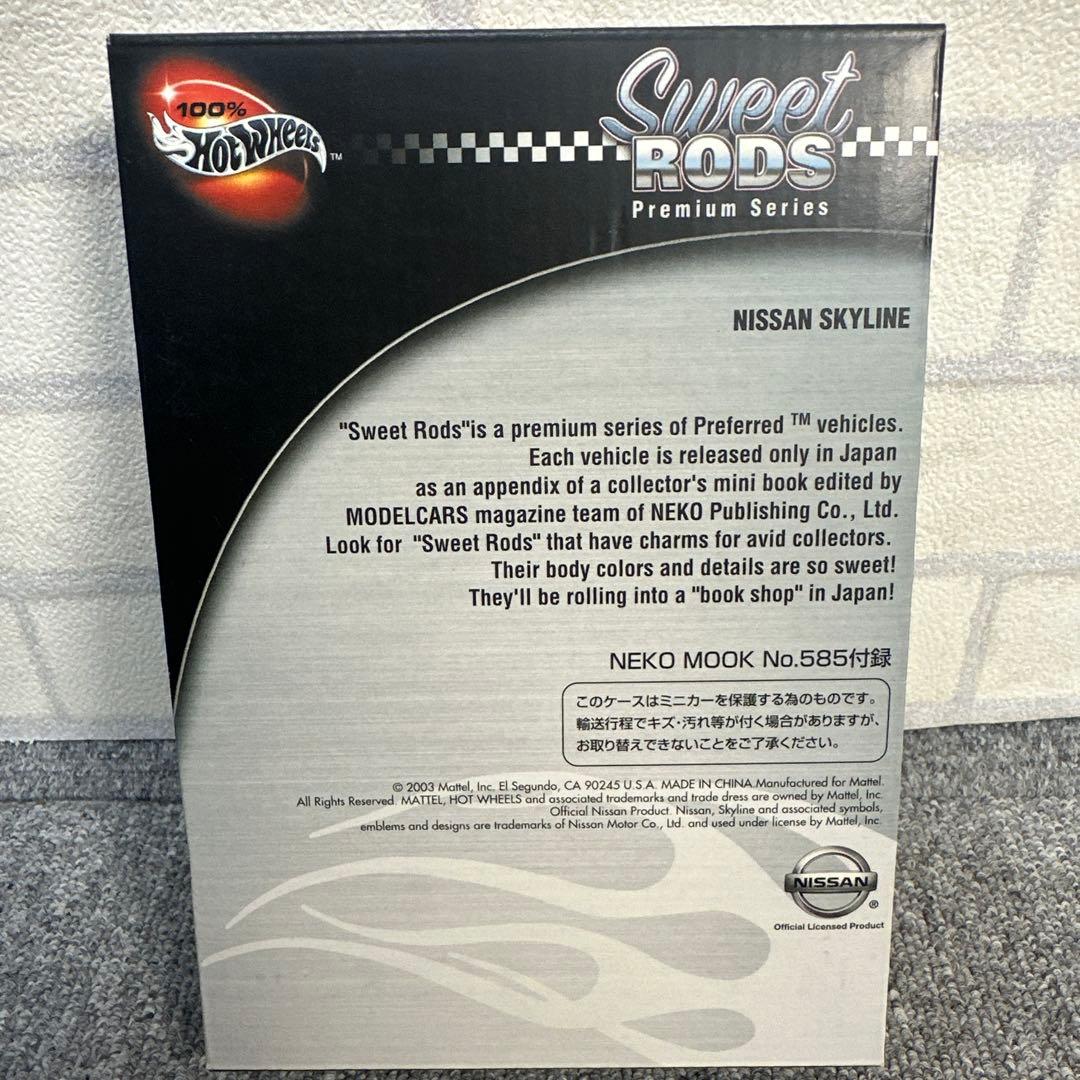 100%
HOT WHEELS™
Sweet
RODS
Premium Series
NISSAN SKYLINE
"Sweet Rods"is a premium series of Preferred ™ vehicles.
Each vehicle is released only in Japan
as an appendix of a collector's mini book edited by
MODELCARS magazine team of NEKO Publishing Co., Ltd.
Look for "Sweet Rods" that have charms for avid collectors.
Their body colors and details are so sweet!
They'll be rolling into a "book shop" in Japan!
NEKO MOOK No.585付録
このケースはミニカーを保護する為のものです。
輸送行程でキズ・汚れ等が付く場合がありますが、
お取り替えできないことをご了承ください。
© 2003 Mattel, Inc. El Segundo, CA 90245 U.S.A. MADE IN CHINA.Manufactured for Mattel.
All Rights Reserved. MATTEL, HOT WHEELS and associated trademarks and trade dress are owned by Mattel, Inc.
Official Nissan Product. Nissan, Skyline and associated symbols,
emblems and designs are trademarks of Nissan Motor Co., Ltd. and used under license by Mattel, Inc.
NISSAN®
Official Licensed Product